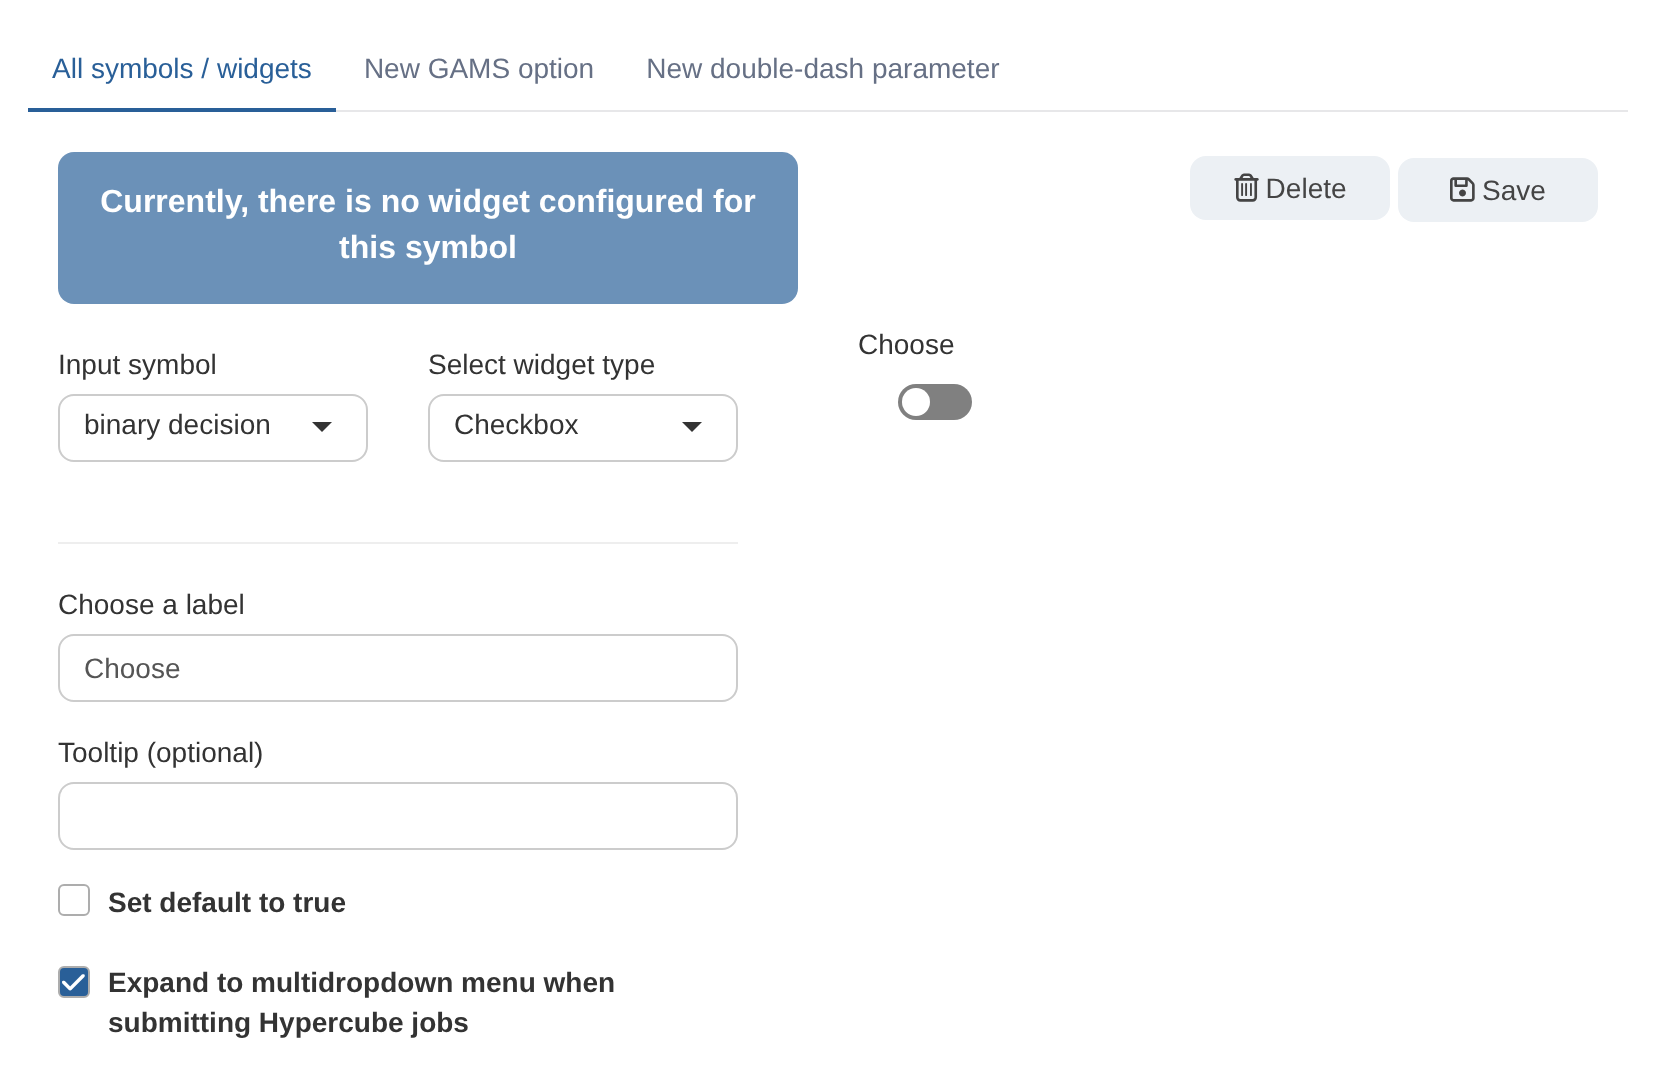 All symbols / widgets New GAMS option New double-dash parameter
Currently, there is no widget configured for
this symbol
Delete Save
Input symbol Select widget type Choose
binary decision Checkbox
Choose a label
Choose
Tooltip (optional)
Set default to true
Expand to multidropdown menu when
submitting Hypercube jobs